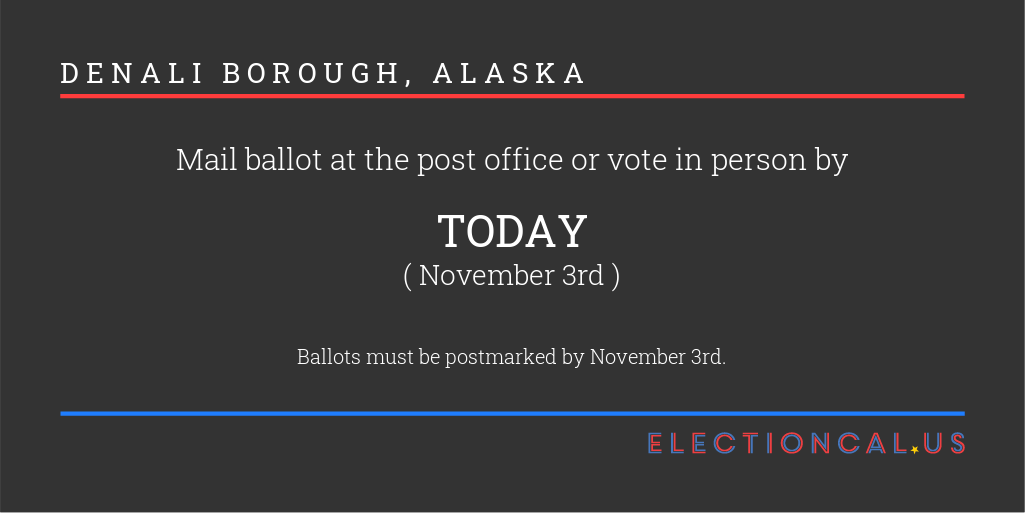 DENALI BOROUGH, ALASKA
Mail ballot at the post office or vote in person by
TODAY
( November 3rd )
Ballots must be postmarked by November 3rd.
ELECTIONCAL★US